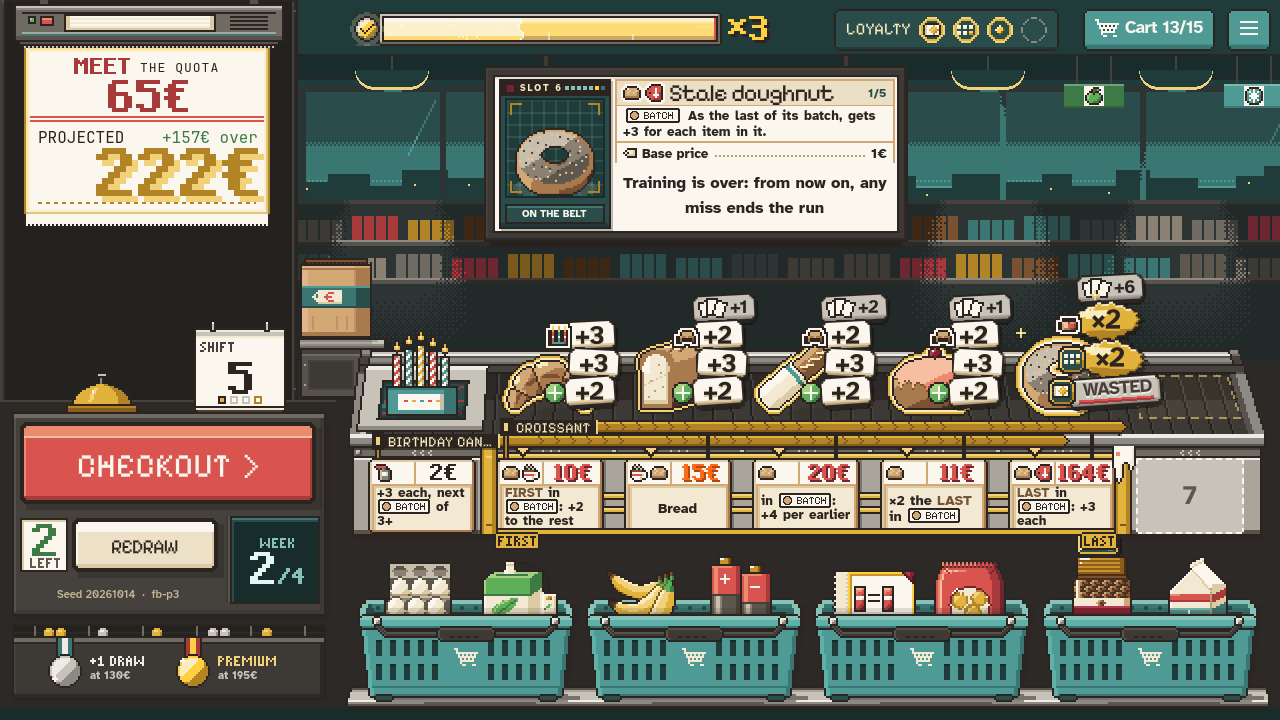 MEET THE QUOTA
65€
PROJECTED +157€ over
222€
×3
LOYALTY
Cart 13/15
SLOT 6
Stale doughnut 1/5
BATCH As the last of its batch, gets
+3 for each item in it.
Base price 1€
ON THE BELT
Training is over: from now on, any
miss ends the run
€
SHIFT
5
CHECKOUT >
2
LEFT
REDRAW
WEEK
2/4
Seed 20261014 · fb-p3
+1 DRAW
at 130€
PREMIUM
at 195€
+3
+3
+2
+1
+2
+3
+2
+2
+2
+3
+2
+1
+2
+3
+2
+6
×2
×2
WASTED
CROISSANT
BIRTHDAY CAN...
2€
+3 each, next
BATCH of
3+
10€
FIRST in
BATCH: +2
to the rest
15€
Bread
20€
in BATCH:
+4 per earlier
11€
×2 the LAST
in BATCH
164€
LAST in
BATCH: +3
each
7
FIRST
LAST